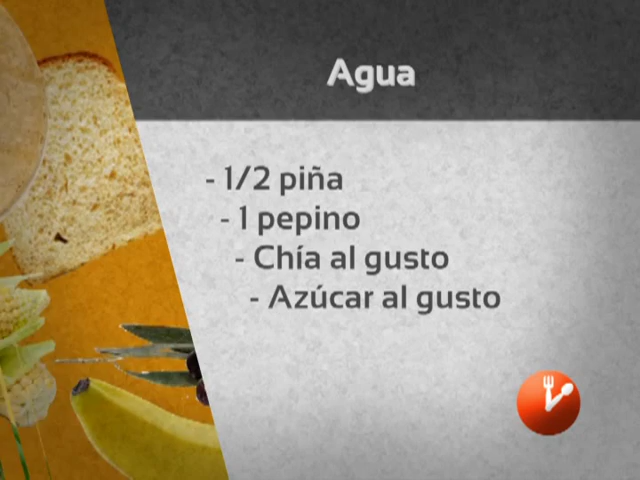 Agua
- 1/2 piña
- 1 pepino
- Chía al gusto
- Azúcar al gusto